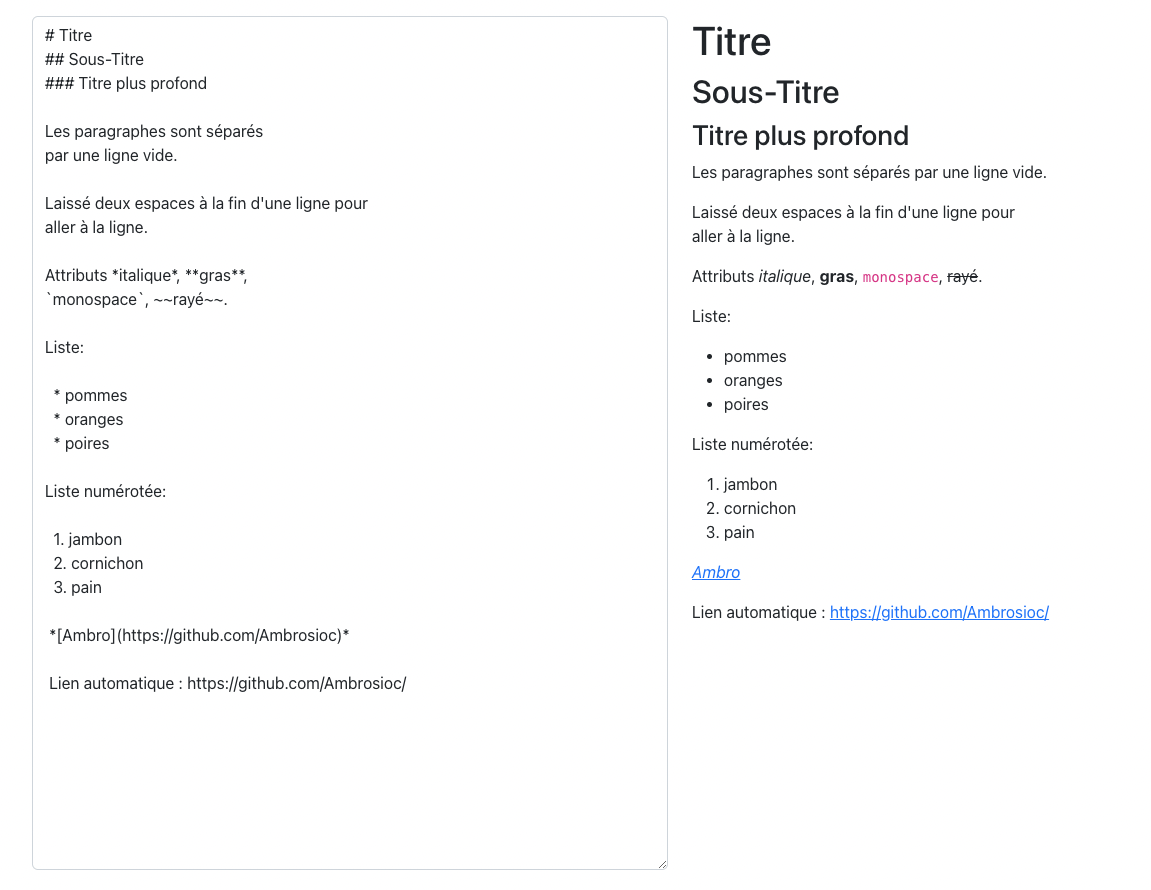 # Titre
## Sous-Titre
### Titre plus profond
Les paragraphes sont séparés
par une ligne vide.
Laissé deux espaces à la fin d'une ligne pour
aller à la ligne.
Attributs *italique*, **gras**,
`monospace`, ~~rayé~~.
Liste:
* pommes
* oranges
* poires
Liste numérotée:
1. jambon
2. cornichon
3. pain
*[Ambro](https://github.com/Ambrosioc)*
Lien automatique : https://github.com/Ambrosioc/
Titre
Sous-Titre
Titre plus profond
Les paragraphes sont séparés par une ligne vide.
Laissé deux espaces à la fin d'une ligne pour
aller à la ligne.
Attributs italique, gras, monospace, rayé.
Liste:
• pommes
• oranges
• poires
Liste numérotée:
1. jambon
2. cornichon
3. pain
Ambro
Lien automatique : https://github.com/Ambrosioc/